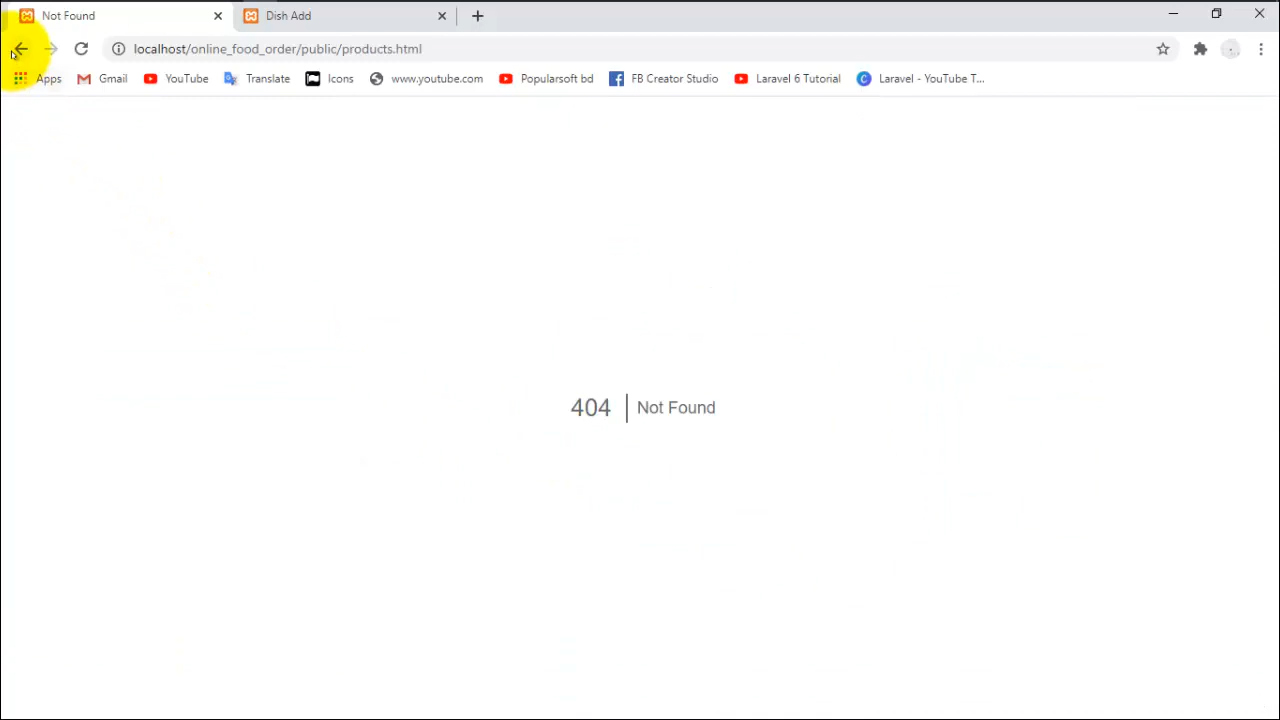 Not Found
Dish Add
localhost/online_food_order/public/products.html
Apps Gmail YouTube Translate Icons www.youtube.com Popularsoft bd FB Creator Studio Laravel 6 Tutorial Laravel - YouTube T...
404 Not Found